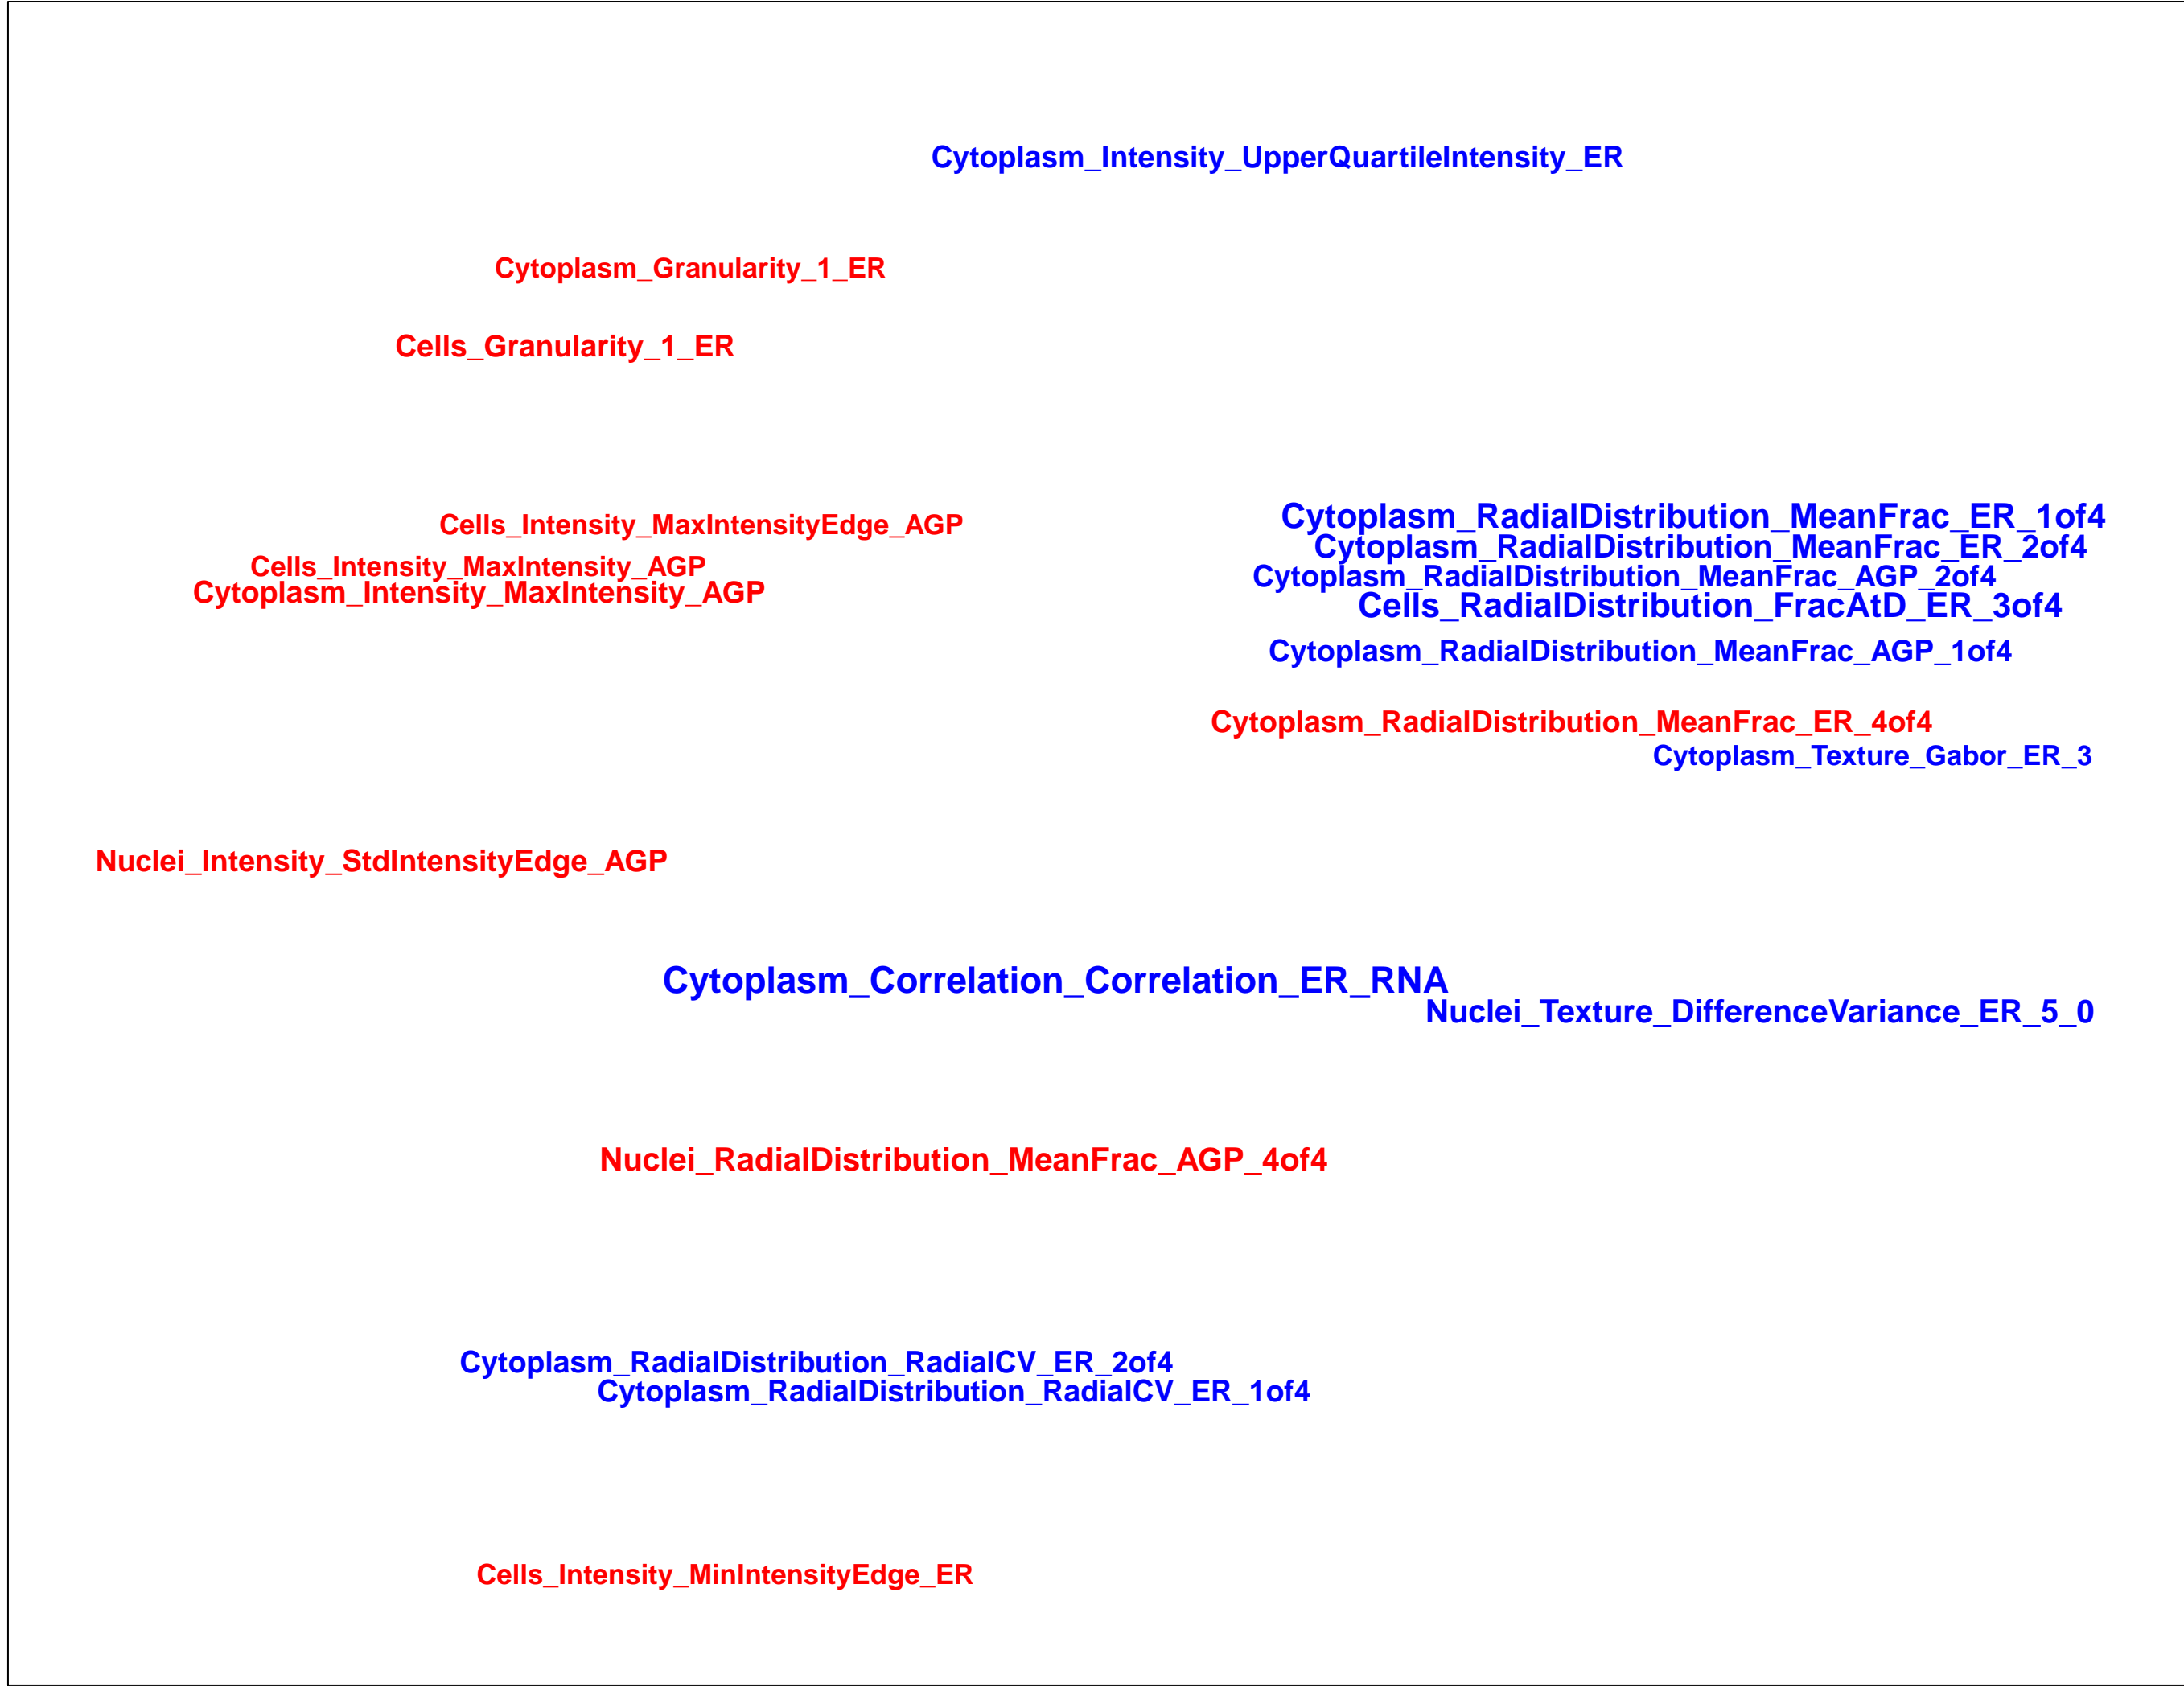 Cytoplasm_Intensity_UpperQuartileIntensity_ER
Cytoplasm_Granularity_1_ER
Cells_Granularity_1_ER
Cytoplasm_RadialDistribution_MeanFrac_ER_1of4
Cells_Intensity_MaxIntensityEdge_AGP
Cytoplasm_RadialDistribution_MeanFrac_ER_2of4
Cells_Intensity_MaxIntensity_AGP
Cytoplasm_RadialDistribution_MeanFrac_AGP_2of4
Cytoplasm_Intensity_MaxIntensity_AGP
Cells_RadialDistribution_FracAtD_ER_3of4
Cytoplasm_RadialDistribution_MeanFrac_AGP_1of4
Cytoplasm_RadialDistribution_MeanFrac_ER_4of4
Cytoplasm_Texture_Gabor_ER_3
Nuclei_Intensity_StdIntensityEdge_AGP
Cytoplasm_Correlation_Correlation_ER_RNA
Nuclei_Texture_DifferenceVariance_ER_5_0
Nuclei_RadialDistribution_MeanFrac_AGP_4of4
Cytoplasm_RadialDistribution_RadialCV_ER_2of4
Cytoplasm_RadialDistribution_RadialCV_ER_1of4
Cells_Intensity_MinIntensityEdge_ER